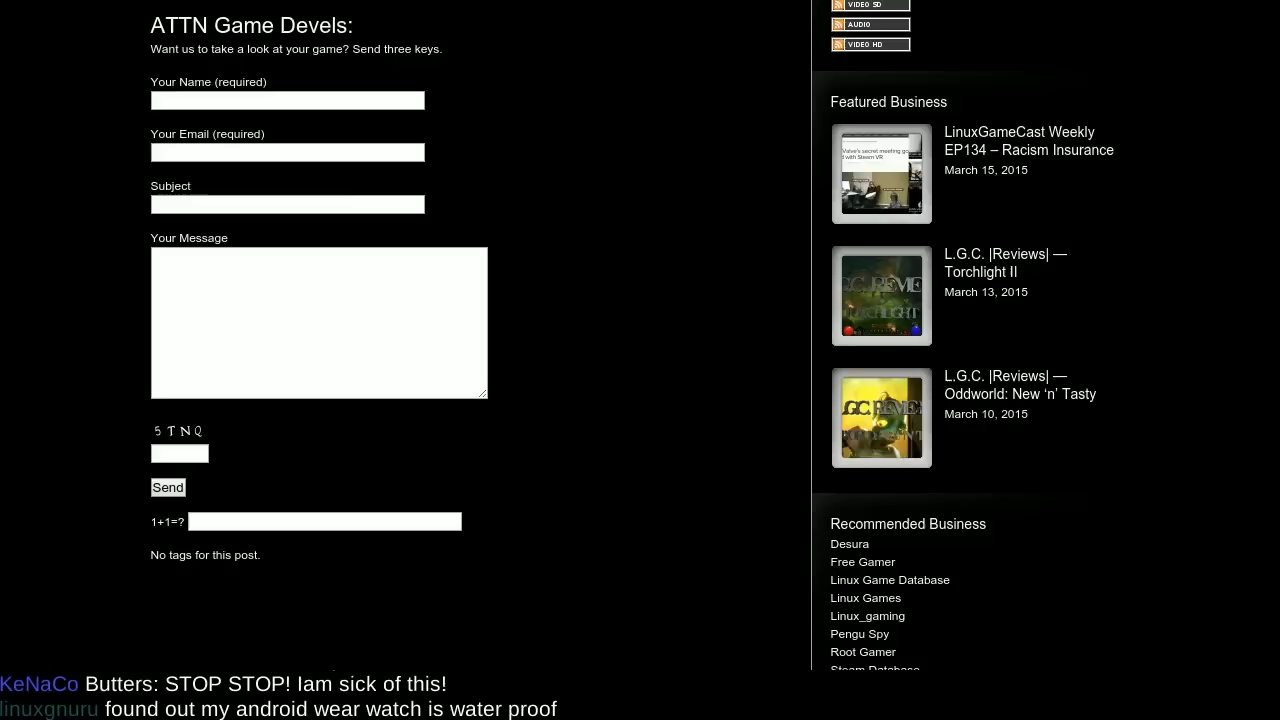 ATTN Game Devels:
Want us to take a look at your game? Send three keys.
Your Name (required)
Your Email (required)
Subject
Your Message
5 T N Q
Send
1+1=?
No tags for this post.
VIDEO SD
AUDIO
VIDEO HD
Featured Business
LinuxGameCast Weekly
EP134 – Racism Insurance
March 15, 2015
L.G.C. |Reviews| —
Torchlight II
March 13, 2015
L.G.C. |Reviews| —
Oddworld: New ‘n’ Tasty
March 10, 2015
Recommended Business
Desura
Free Gamer
Linux Game Database
Linux Games
Linux_gaming
Pengu Spy
Root Gamer
Steam Database
KeNaCo Butters: STOP STOP! Iam sick of this!
linuxgnuru found out my android wear watch is water proof